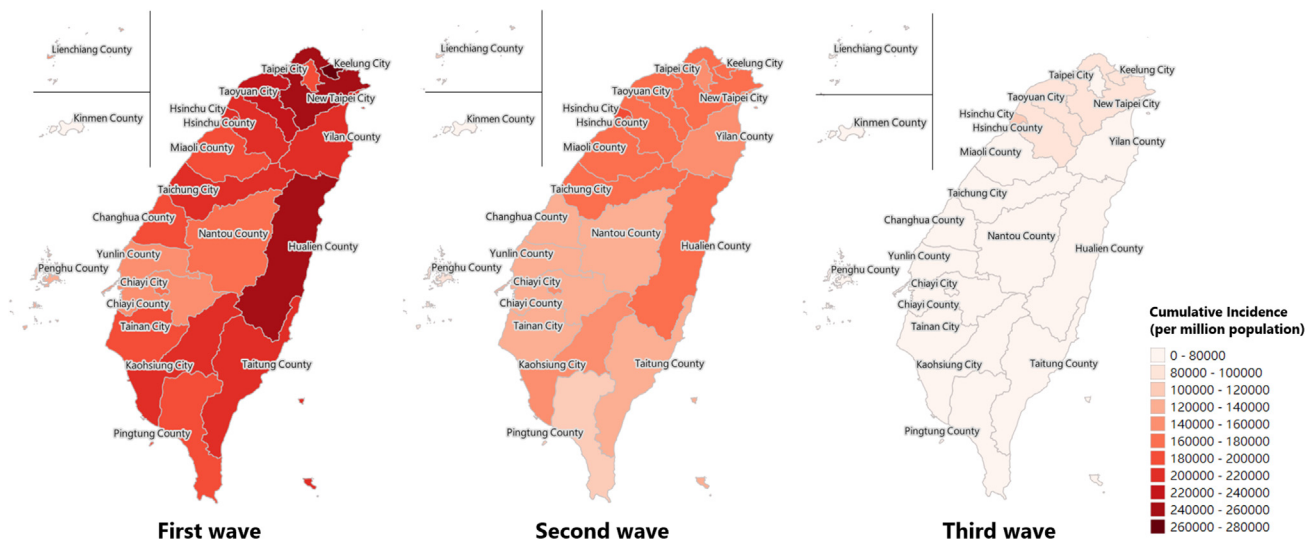 Lienchiang County
Kinmen County
Taipei City
Keelung City
Taoyuan City
New Taipei City
Hsinchu City
Hsinchu County
Yilan County
Miaoli County
Taichung City
Changhua County
Nantou County
Hualien County
Yunlin County
Penghu County
Chiayi City
Chiayi County
Tainan City
Kaohsiung City
Taitung County
Pingtung County
First wave
Lienchiang County
Kinmen County
Taipei City
Keelung City
Taoyuan City
New Taipei City
Hsinchu City
Hsinchu County
Yilan County
Miaoli County
Taichung City
Changhua County
Nantou County
Hualien County
Yunlin County
Penghu County
Chiayi City
Chiayi County
Tainan City
Kaohsiung City
Taitung County
Pingtung County
Second wave
Lienchiang County
Kinmen County
Taipei City
Keelung City
Taoyuan City
New Taipei City
Hsinchu City
Hsinchu County
Yilan County
Miaoli County
Taichung City
Changhua County
Nantou County
Hualien County
Yunlin County
Penghu County
Chiayi City
Chiayi County
Tainan City
Kaohsiung City
Taitung County
Pingtung County
Third wave
Cumulative Incidence
(per million population)
0 - 80000
80000 - 100000
100000 - 120000
120000 - 140000
140000 - 160000
160000 - 180000
180000 - 200000
200000 - 220000
220000 - 240000
240000 - 260000
260000 - 280000